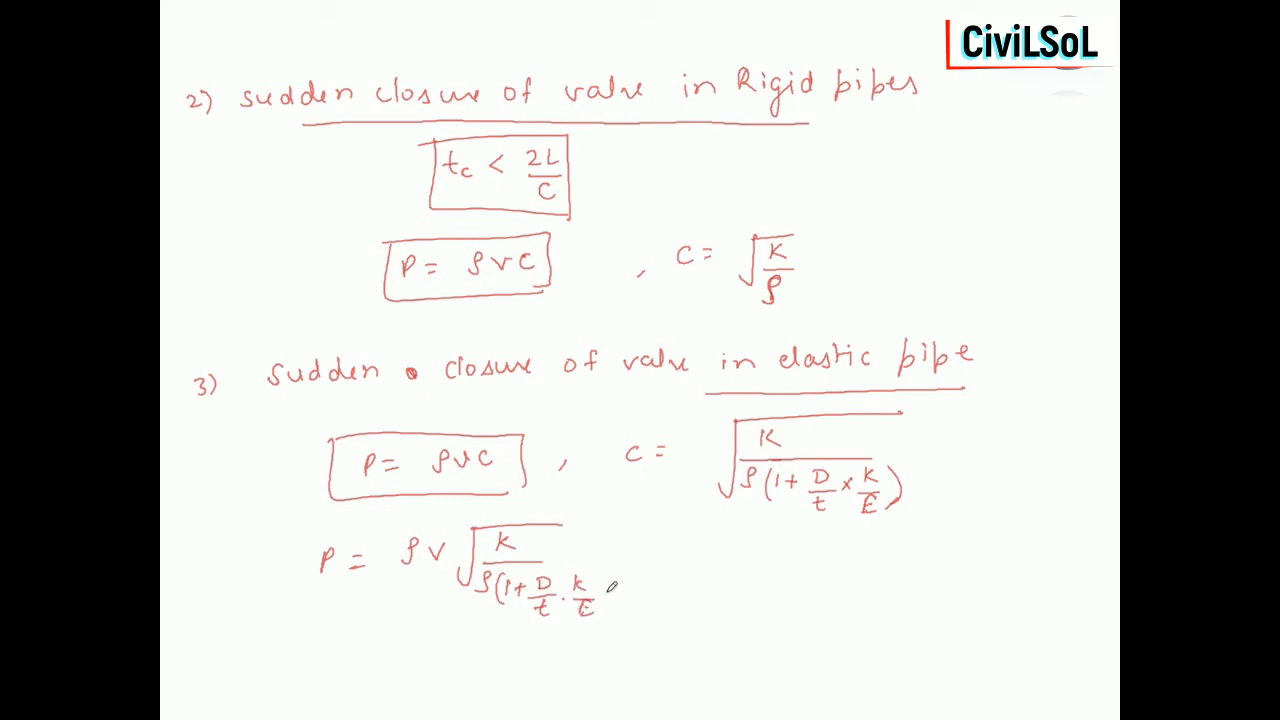 CiviLSoL
2) Sudden closure of valve in Rigid pipes
tc < 2L/C
P = ρVC , C = √(K/ρ)
3) Sudden closure of valve in elastic pipe
P = ρVC , C = √(K/ρ(1+D/t×K/E))
P = ρV√(K/ρ(1+D/t.K/E